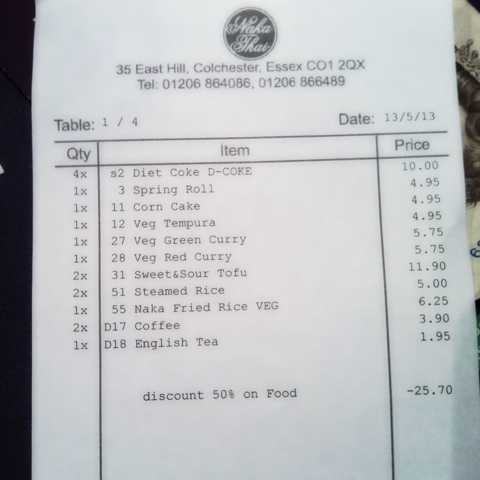 Naka
Thai
35 East Hill, Colchester, Essex CO1 2QX
Tel: 01206 864086, 01206 866489
Table: 1 / 4 Date: 13/5/13
Qty Item Price
4x s2 Diet Coke D-COKE 10.00
1x 3 Spring Roll 4.95
1x 11 Corn Cake 4.95
1x 12 Veg Tempura 4.95
1x 27 Veg Green Curry 5.75
1x 28 Veg Red Curry 5.75
2x 31 Sweet&Sour Tofu 11.90
2x 51 Steamed Rice 5.00
1x 55 Naka Fried Rice VEG 6.25
2x D17 Coffee 3.90
1x D18 English Tea 1.95
discount 50% on Food -25.70